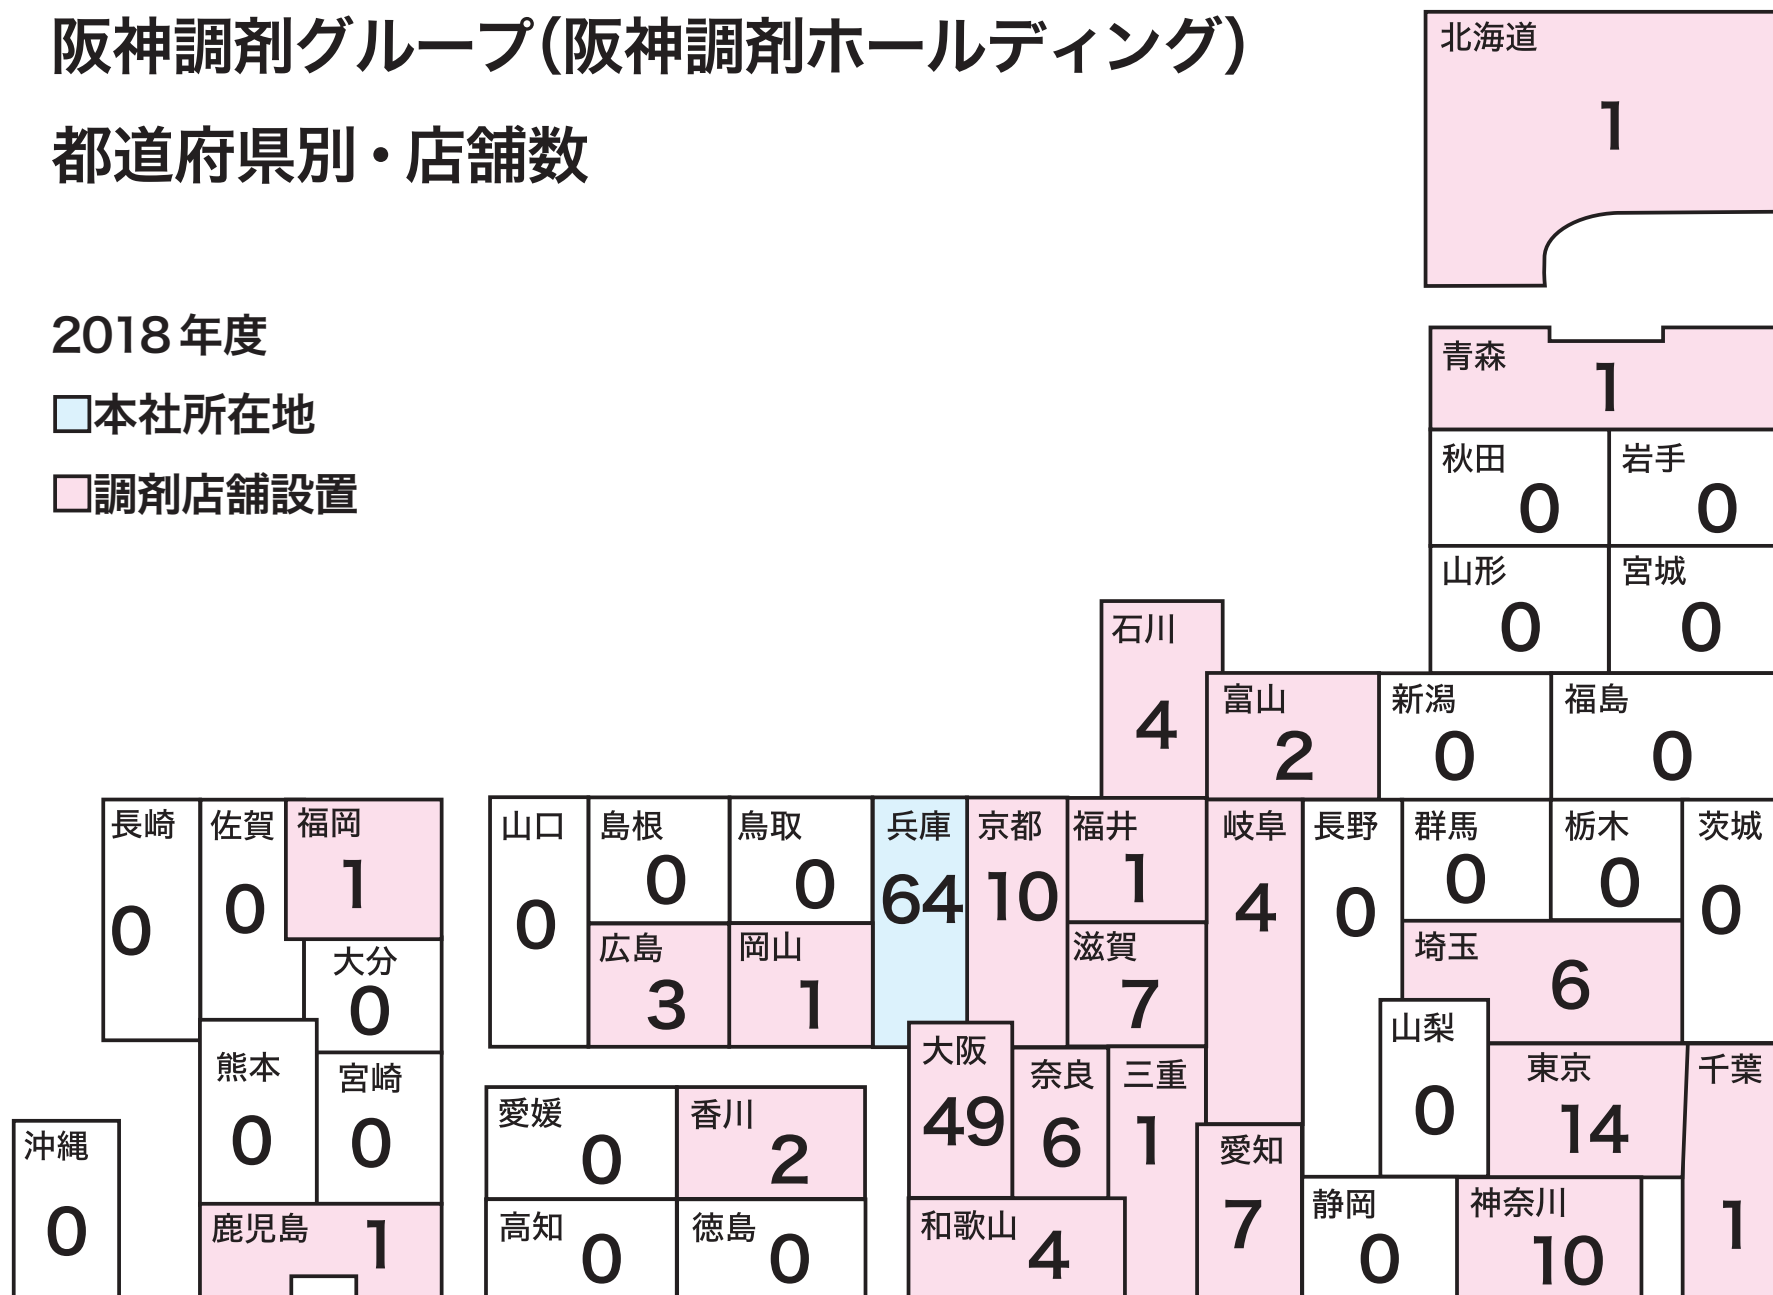 阪神調剤グループ(阪神調剤ホールディング)
都道府県別・店舗数
2018年度
本社所在地
調剤店舗設置
北海道
1
青森
1
秋田
0
岩手
0
山形
0
宮城
0
石川
4
富山
2
新潟
0
福島
0
長崎
0
佐賀
0
福岡
1
大分
0
熊本
0
宮崎
0
鹿児島
1
沖縄
0
山口
0
島根
0
鳥取
0
広島
3
岡山
1
兵庫
64
京都
10
福井
1
滋賀
7
岐阜
4
長野
0
群馬
0
栃木
0
茨城
0
埼玉
6
山梨
0
東京
14
千葉
1
大阪
49
奈良
6
三重
1
愛知
7
静岡
0
神奈川
10
和歌山
4
愛媛
0
香川
2
高知
0
徳島
0